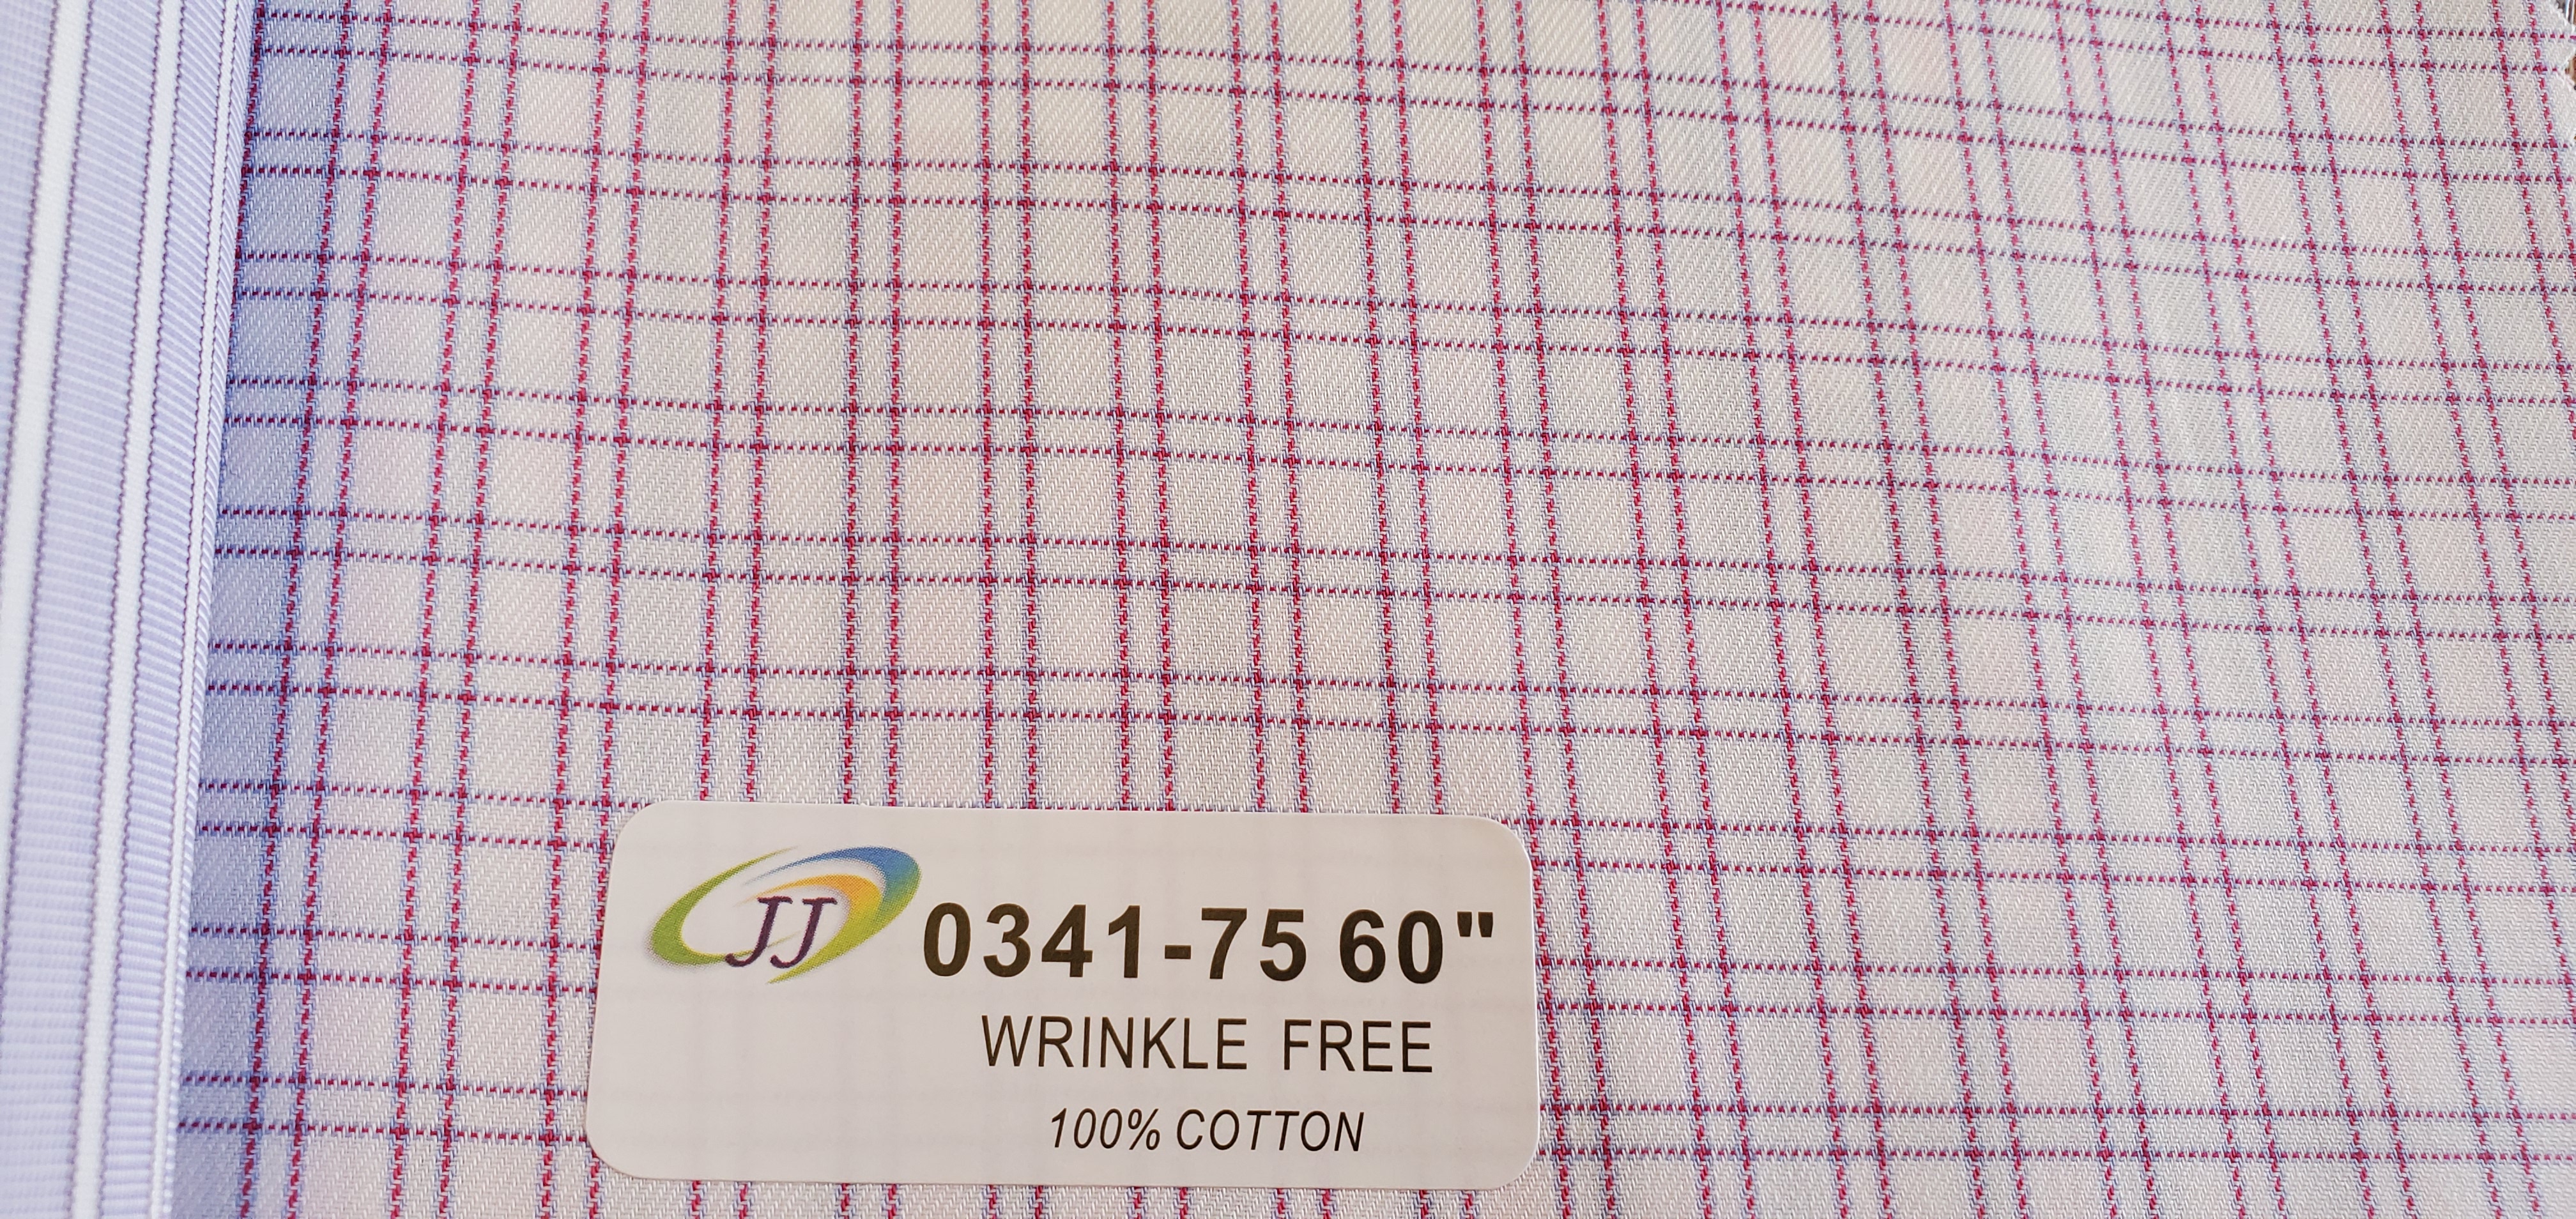 JJ 0341-75 60"
WRINKLE FREE
100% COTTON